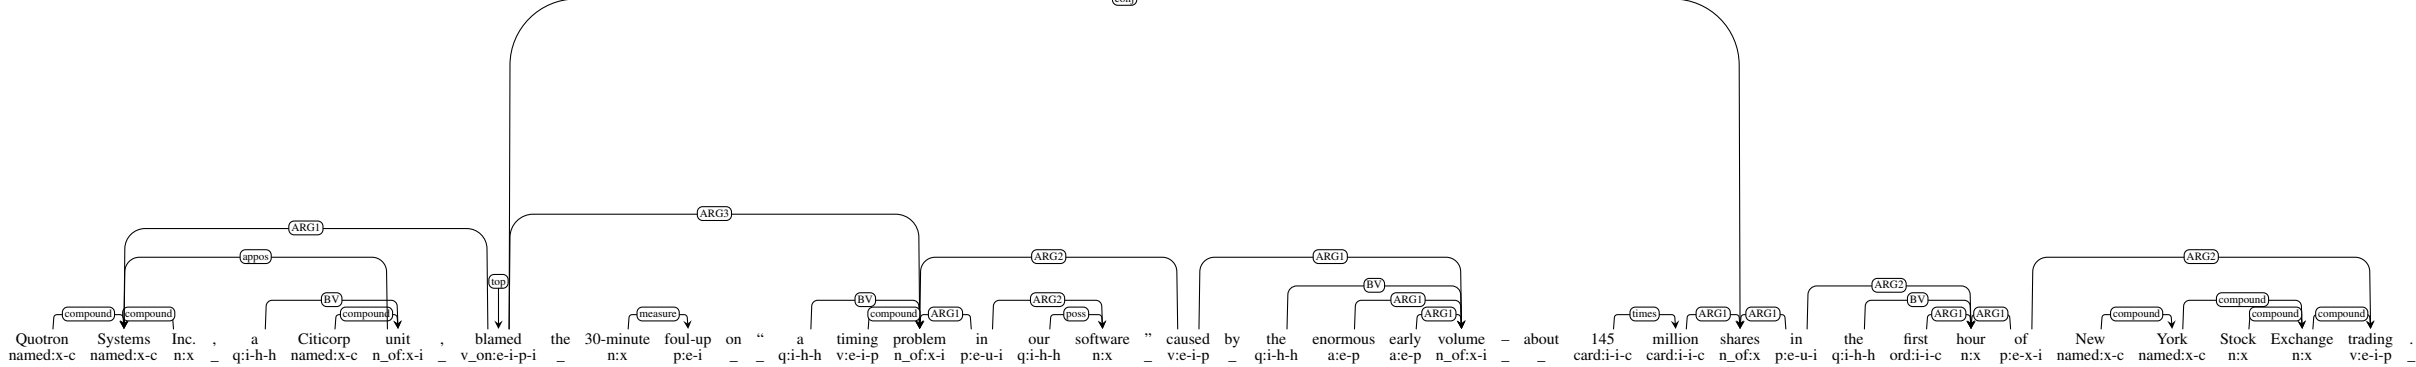 conj
ARG3
ARG1
appos ARG2 ARG1 ARG2
top BV ARG2
BV BV ARG2 ARG1 BV compound
compound compound compound measure compound ARG1 poss ARG1 times ARG1 ARG1 ARG1 ARG1 compound compound compound
Quotron Systems Inc. , a Citicorp unit , blamed the 30-minute foul-up on “ a timing problem in our software ” caused by the enormous early volume – about 145 million shares in the first hour of New York Stock Exchange trading .
named:x-c named:x-c n:x _ q:i-h-h named:x-c n_of:x-i _ v_on:e-i-p-i _ n:x p:e-i _ _ q:i-h-h v:e-i-p n_of:x-i p:e-u-i q:i-h-h n:x _ v:e-i-p _ q:i-h-h a:e-p a:e-p n_of:x-i _ _ card:i-i-c card:i-i-c n_of:x p:e-u-i q:i-h-h ord:i-i-c n:x p:e-x-i named:x-c named:x-c n:x n:x v:e-i-p _